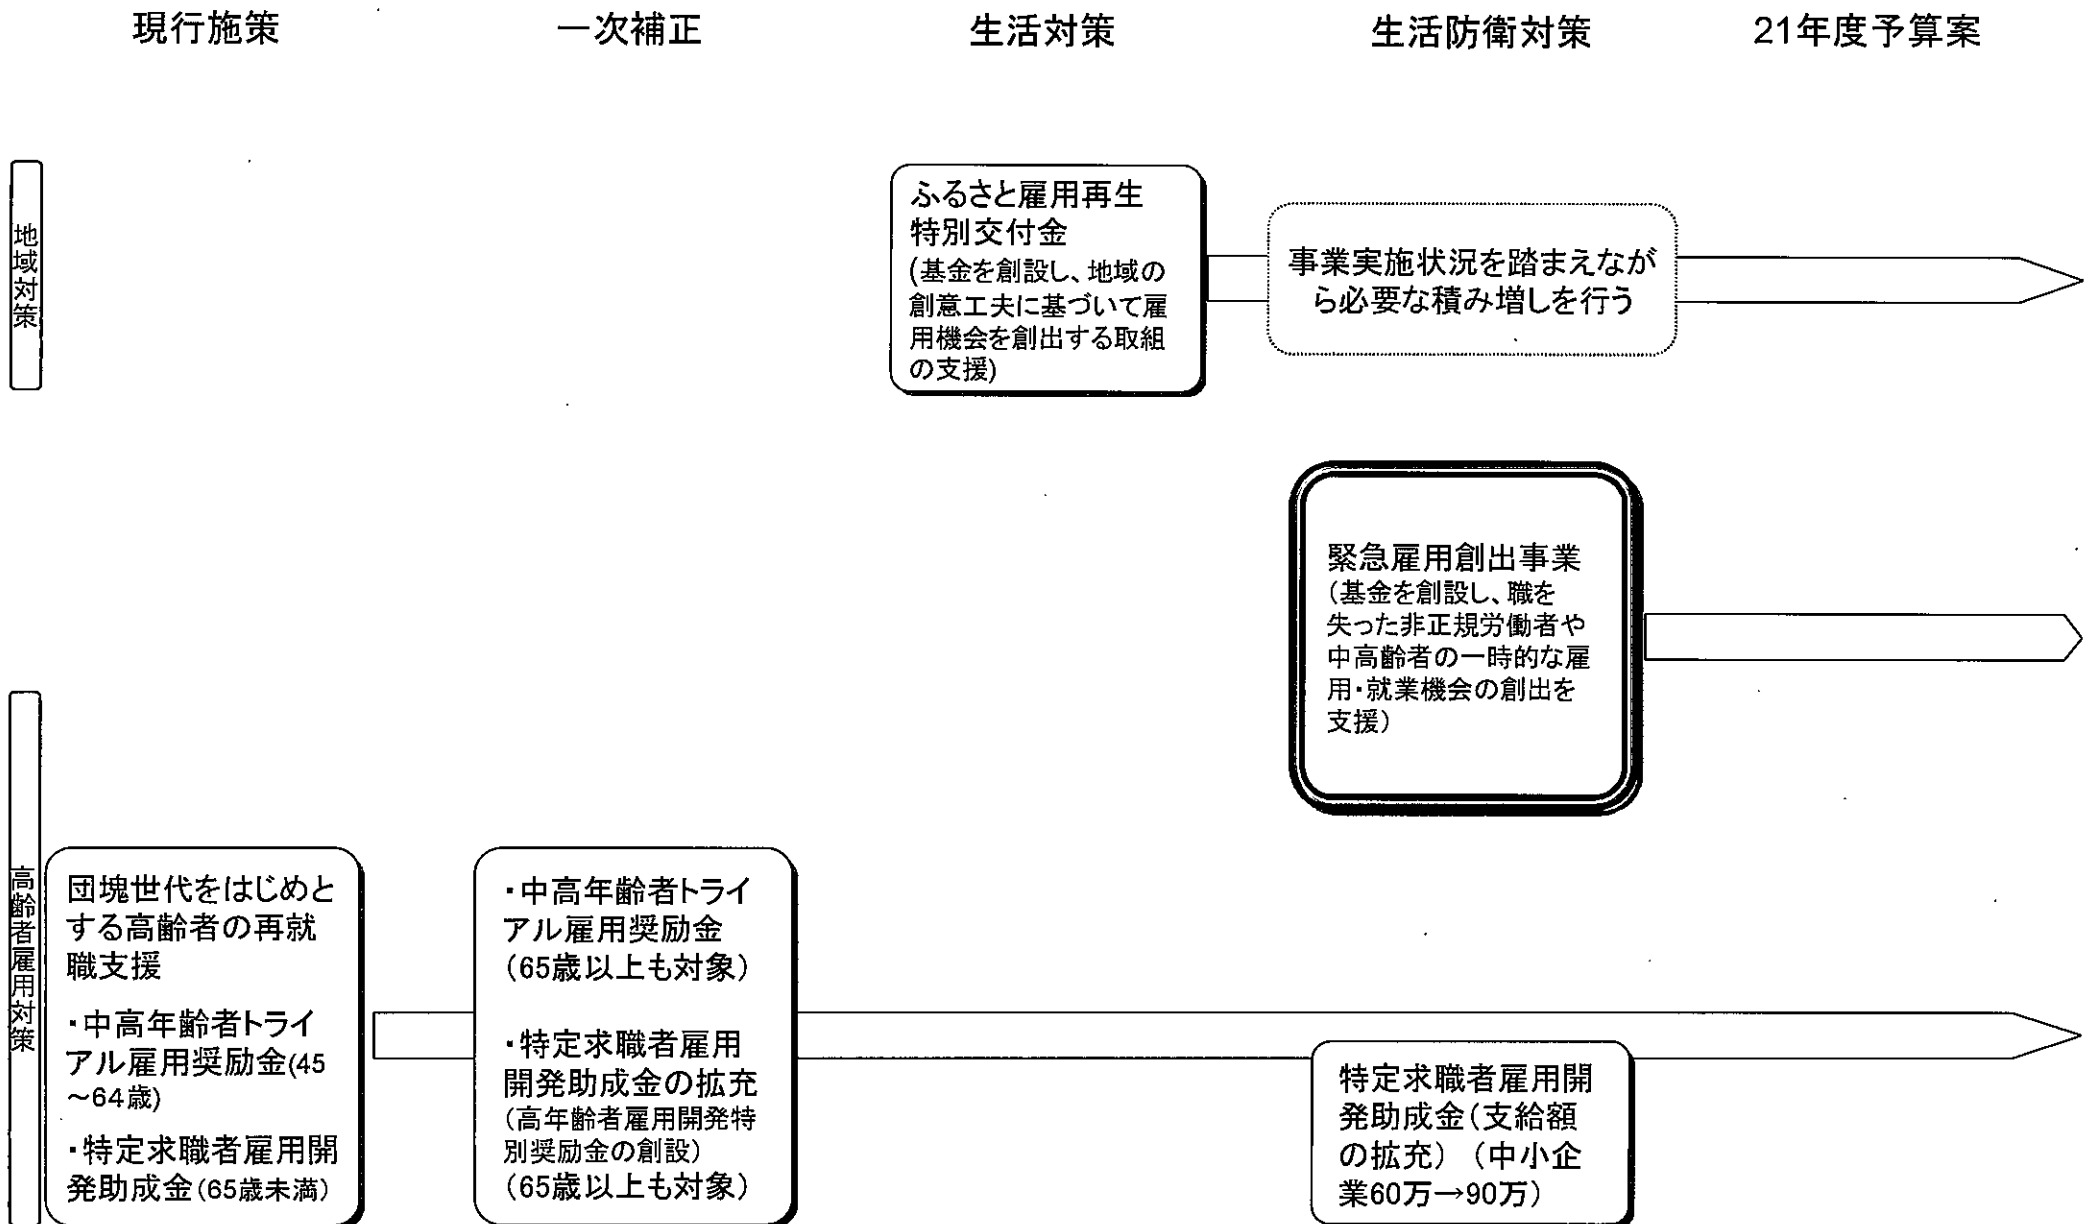 現行施策
一次補正
生活対策
生活防衛対策
21年度予算案
地域対策
ふるさと雇用再生
特別交付金
(基金を創設し、地域の
創意工夫に基づいて雇
用機会を創出する取組
の支援)
事業実施状況を踏まえなが
ら必要な積み増しを行う
緊急雇用創出事業
(基金を創設し、職を
失った非正規労働者や
中高齢者の一時的な雇
用・就業機会の創出を
支援)
高齢者雇用対策
団塊世代をはじめと
する高齢者の再就
職支援
・中高年齢者トライ
アル雇用奨励金(45
～64歳)
・特定求職者雇用開
発助成金(65歳未満)
・中高年齢者トライ
アル雇用奨励金
(65歳以上も対象)
・特定求職者雇用
開発助成金の拡充
(高年齢者雇用開発特
別奨励金の創設)
(65歳以上も対象)
特定求職者雇用開
発助成金(支給額
の拡充) (中小企
業60万→90万)